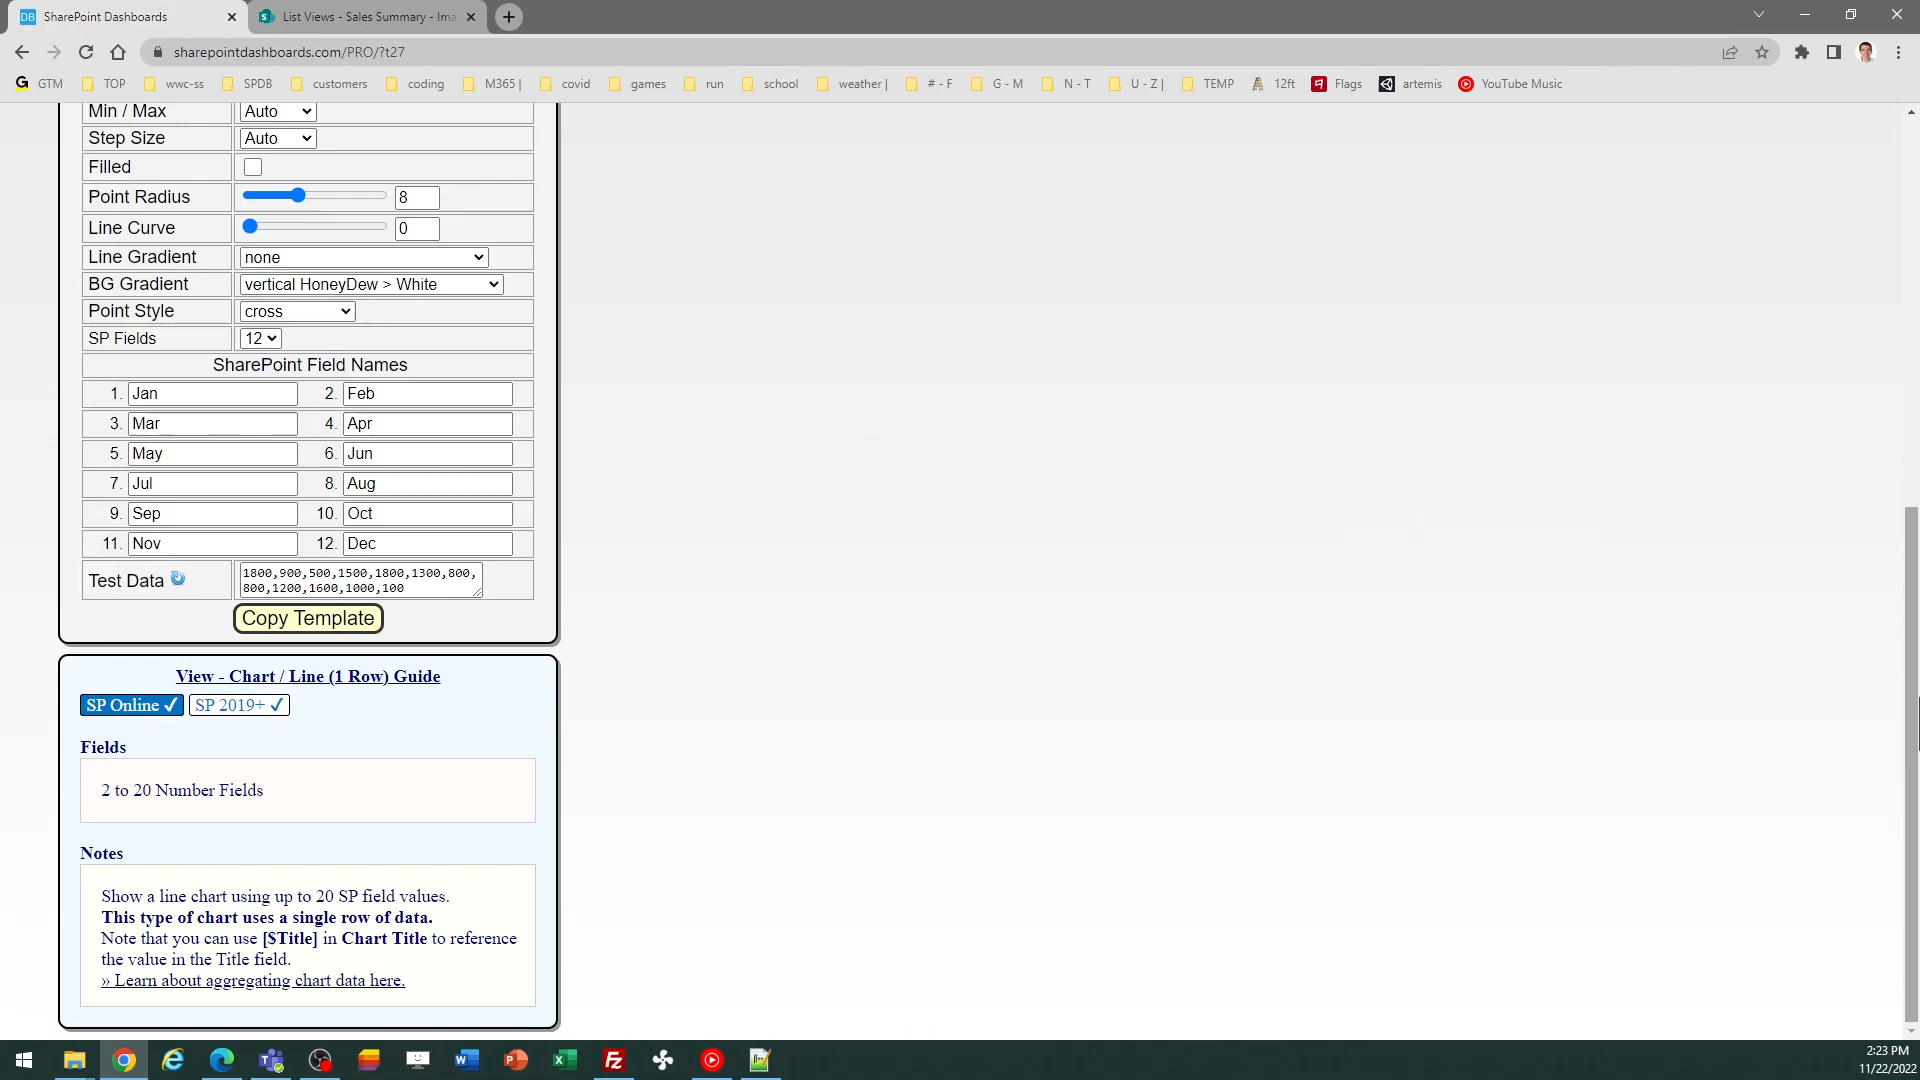 SharePoint Dashboards
List Views - Sales Summary - Ima
sharepointdashboards.com/PRO/?t27
GTM TOP wwc-ss SPDB customers coding M365 | covid games run school weather | # - F G - M N - T U - Z | TEMP 12ft Flags artemis YouTube Music
Min / Max Auto
Step Size Auto
Filled
Point Radius 8
Line Curve 0
Line Gradient none
BG Gradient vertical HoneyDew > White
Point Style cross
SP Fields 12
SharePoint Field Names
1. Jan 2. Feb
3. Mar 4. Apr
5. May 6. Jun
7. Jul 8. Aug
9. Sep 10. Oct
11. Nov 12. Dec
Test Data 1800,900,500,1500,1800,1300,800,
800,1200,1600,1000,100
Copy Template
View - Chart / Line (1 Row) Guide
SP Online ✓ SP 2019+ ✓
Fields
2 to 20 Number Fields
Notes
Show a line chart using up to 20 SP field values.
This type of chart uses a single row of data.
Note that you can use [$Title] in Chart Title to reference
the value in the Title field.
» Learn about aggregating chart data here.
2:23 PM
11/22/2022